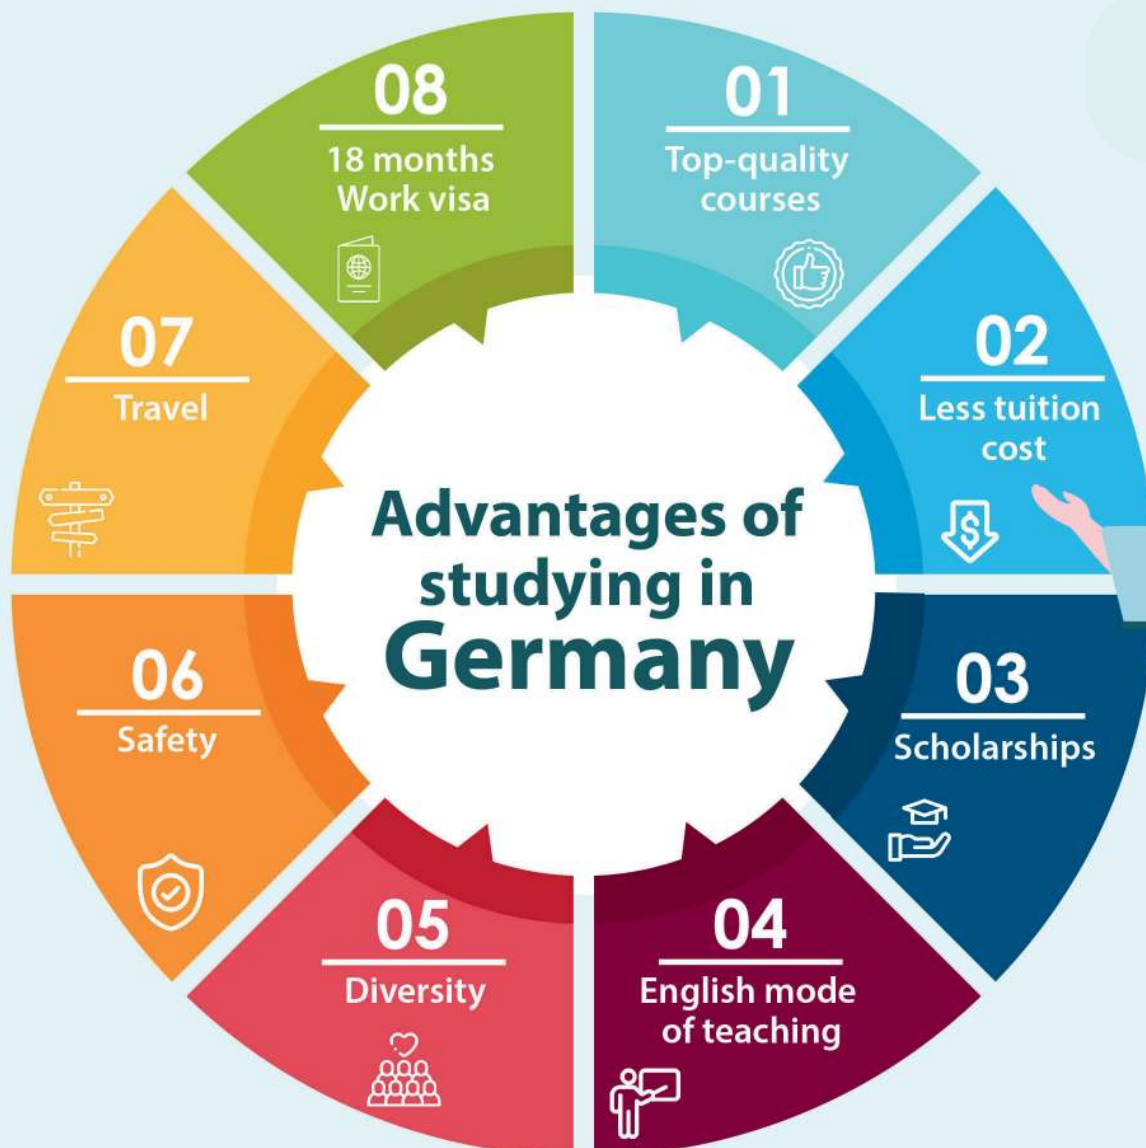 Advantages of
studying in
Germany
01
Top-quality
courses
02
Less tuition
cost
$
03
Scholarships
04
English mode
of teaching
05
Diversity
06
Safety
07
Travel
08
18 months
Work visa